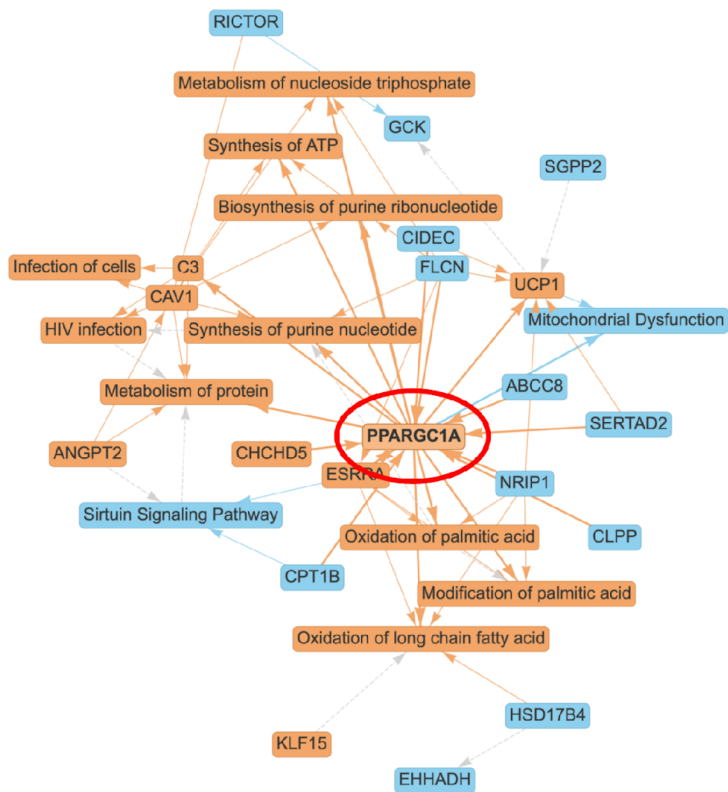 RICTOR
Metabolism of nucleoside triphosphate
GCK
Synthesis of ATP
SGPP2
Biosynthesis of purine ribonucleotide
CIDEC
FLCN
Infection of cells
C3
UCP1
CAV1
HIV infection
Synthesis of purine nucleotide
Mitochondrial Dysfunction
Metabolism of protein
ABCC8
SERTAD2
PPARGC1A
ANGPT2
CHCHD5
ESRRA
NRIP1
Sirtuin Signaling Pathway
Oxidation of palmitic acid
CLPP
CPT1B
Modification of palmitic acid
Oxidation of long chain fatty acid
HSD17B4
KLF15
EHHADH